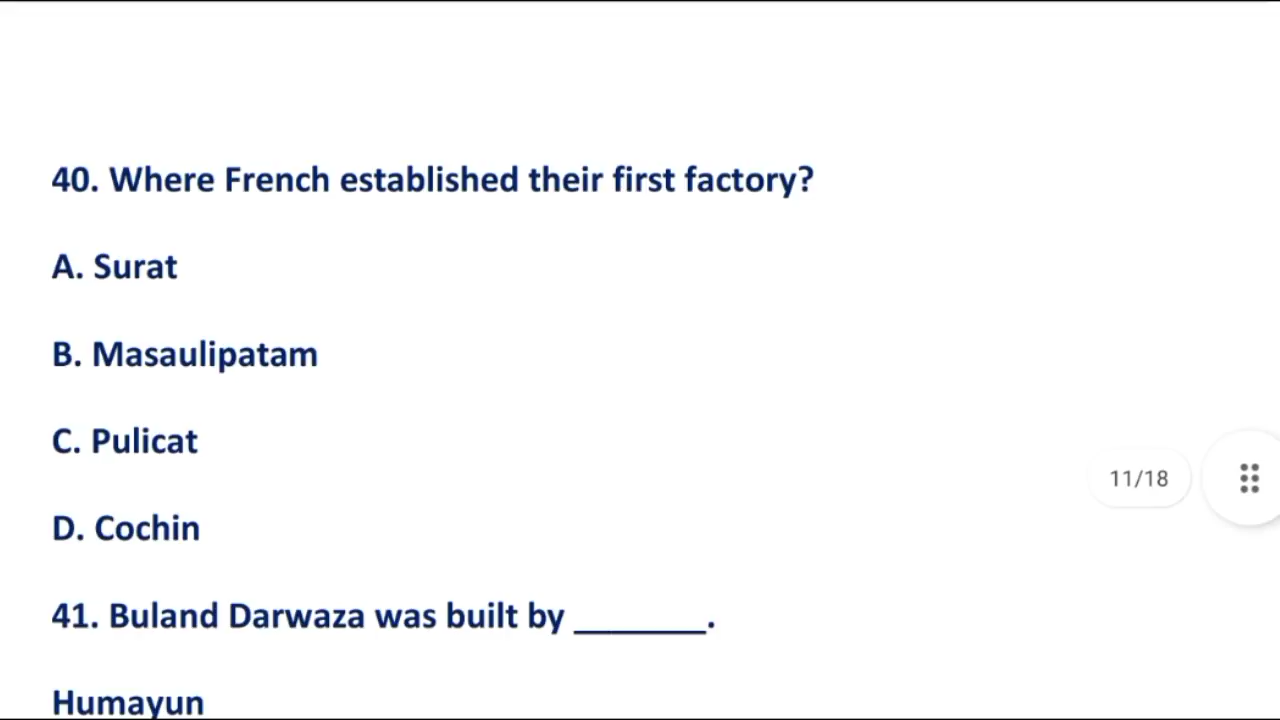 40. Where French established their first factory?
A. Surat
B. Masaulipatam
C. Pulicat
11/18
D. Cochin
41. Buland Darwaza was built by _______.
Humayun